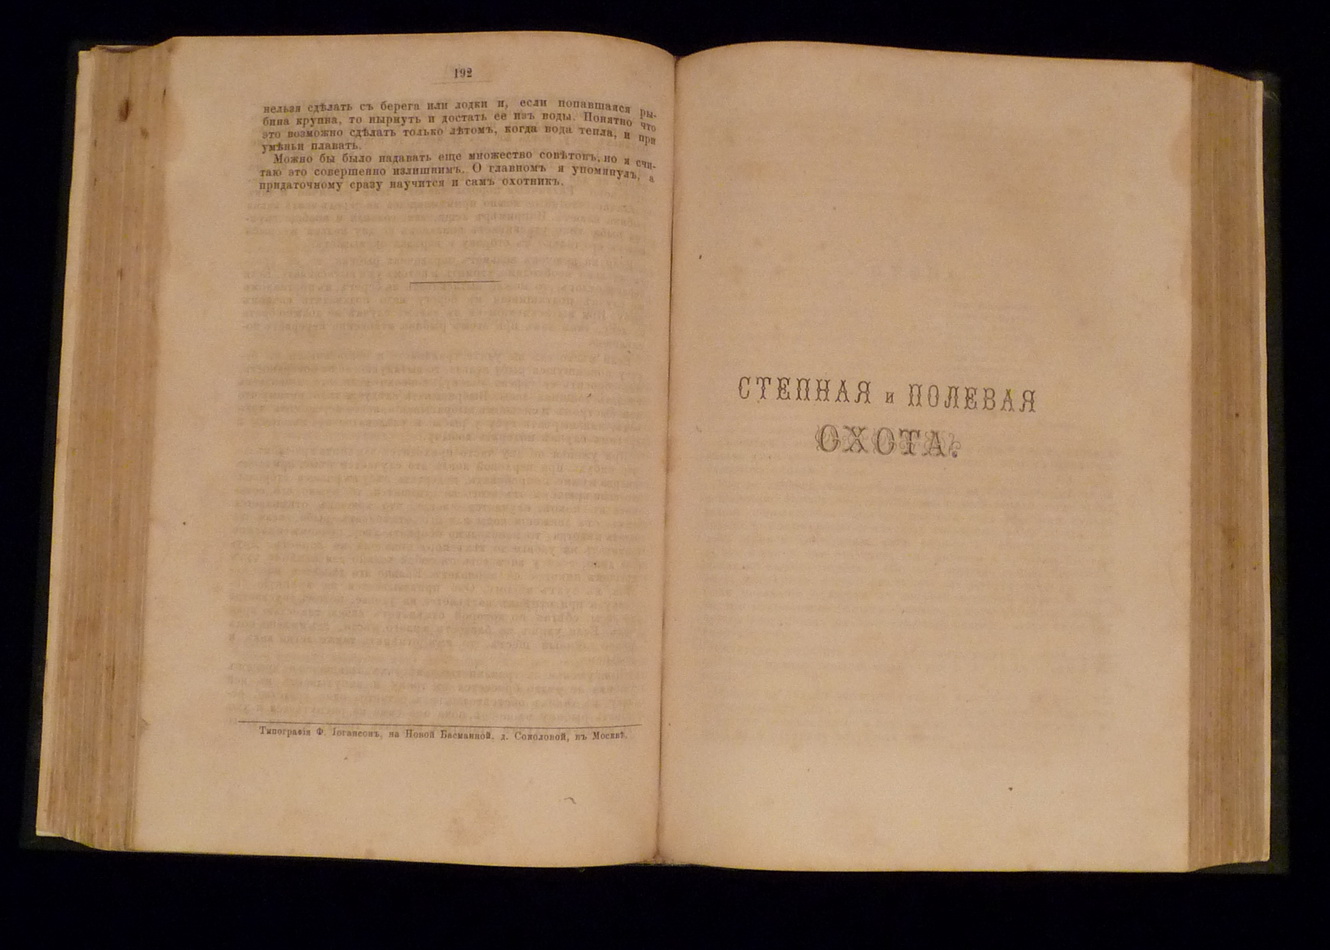 192
нельзя сдѣлать съ берега или лодки и, если попавшаяся ры-
бина крупна, то нырнуть и достать ее изъ воды. Понятно что
это возможно сдѣлать только лѣтомъ, когда вода тепла, и при
умѣньи плавать.
Можно бы было надавать еще множество совѣтовъ, но я счи-
таю это совершенно излишнимъ. О главномъ я упомянулъ, а
придаточному сразу научится и самъ охотникъ.
Типографія Ф. Іогансонъ, на Новой Басманной, д. Соколовой, въ Москвѣ.
СТЕПНАЯ и ПОЛЕВАЯ
ОХОТА.